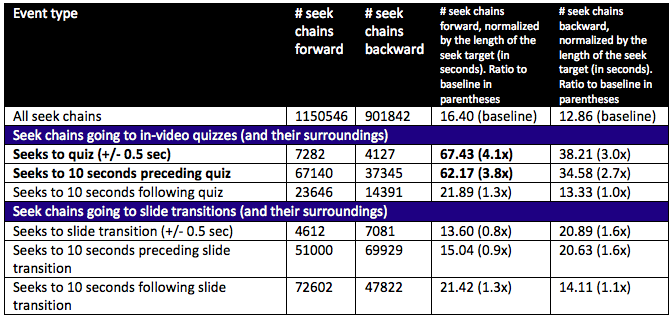 Event type | # seek chains forward | # seek chains backward | # seek chains forward, normalized by the length of the seek target (in seconds). Ratio to baseline in parentheses | # seek chains backward, normalized by the length of the seek target (in seconds). Ratio to baseline in parentheses
All seek chains | 1150546 | 901842 | 16.40 (baseline) | 12.86 (baseline)
Seek chains going to in-video quizzes (and their surroundings)
Seeks to quiz (+/- 0.5 sec) | 7282 | 4127 | 67.43 (4.1x) | 38.21 (3.0x)
Seeks to 10 seconds preceding quiz | 67140 | 37345 | 62.17 (3.8x) | 34.58 (2.7x)
Seeks to 10 seconds following quiz | 23646 | 14391 | 21.89 (1.3x) | 13.33 (1.0x)
Seek chains going to slide transitions (and their surroundings)
Seeks to slide transition (+/- 0.5 sec) | 4612 | 7081 | 13.60 (0.8x) | 20.89 (1.6x)
Seeks to 10 seconds preceding slide transition | 51000 | 69929 | 15.04 (0.9x) | 20.63 (1.6x)
Seeks to 10 seconds following slide transition | 72602 | 47822 | 21.42 (1.3x) | 14.11 (1.1x)